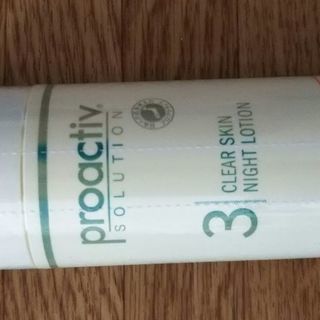 proactiv®
SOLUTION
3
CLEAR SKIN
NIGHT LOTION